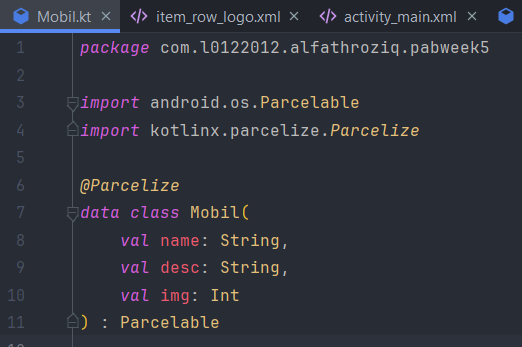 Mobil.kt × </> item_row_logo.xml × </> activity_main.xml ×
1 package com.l0122012.alfathroziq.pabweek5
2
3 import android.os.Parcelable
4 import kotlinx.parcelize.Parcelize
5
6 @Parcelize
7 data class Mobil(
8 val name: String,
9 val desc: String,
10 val img: Int
11 ) : Parcelable